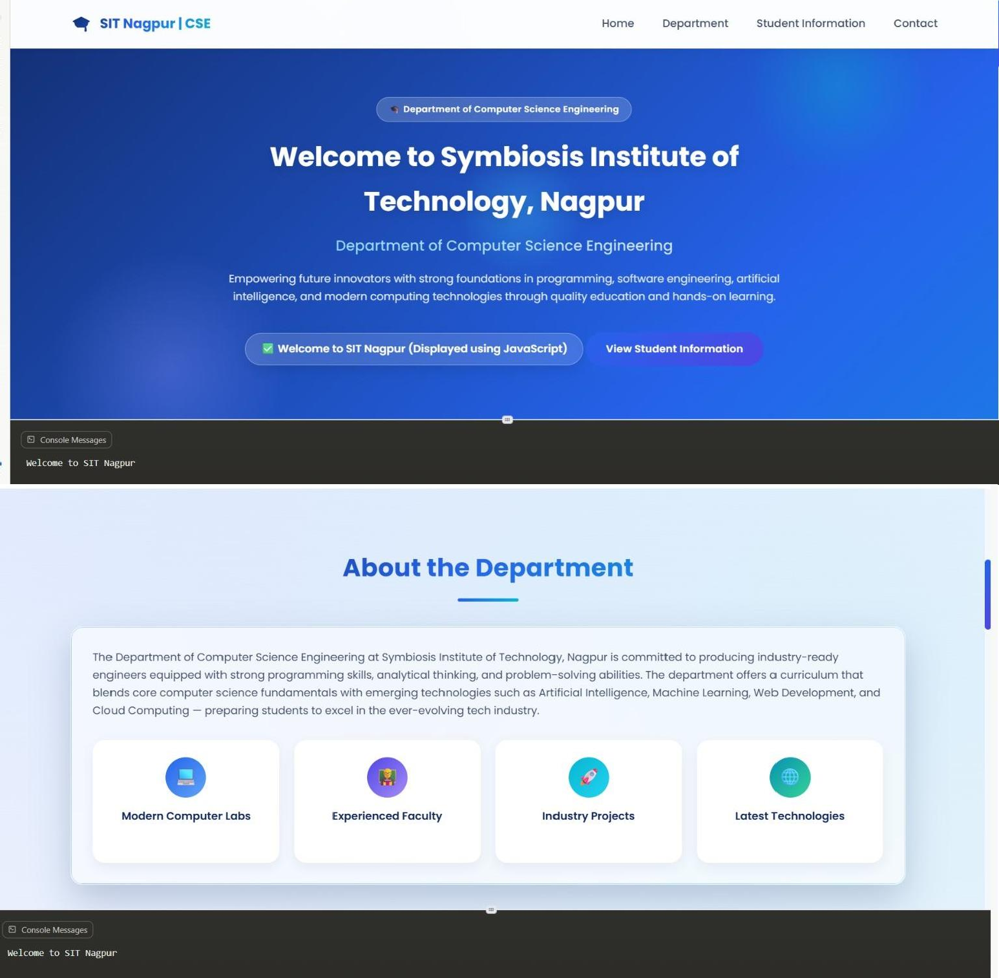 SIT Nagpur | CSE
Home Department Student Information Contact
Department of Computer Science Engineering
Welcome to Symbiosis Institute of
Technology, Nagpur
Department of Computer Science Engineering
Empowering future innovators with strong foundations in programming, software engineering, artificial
intelligence, and modern computing technologies through quality education and hands-on learning.
✅ Welcome to SIT Nagpur (Displayed using JavaScript) View Student Information
Console Messages
Welcome to SIT Nagpur
About the Department
The Department of Computer Science Engineering at Symbiosis Institute of Technology, Nagpur is committed to producing industry-ready
engineers equipped with strong programming skills, analytical thinking, and problem-solving abilities. The department offers a curriculum that
blends core computer science fundamentals with emerging technologies such as Artificial Intelligence, Machine Learning, Web Development, and
Cloud Computing — preparing students to excel in the ever-evolving tech industry.
Modern Computer Labs Experienced Faculty Industry Projects Latest Technologies
Console Messages
Welcome to SIT Nagpur